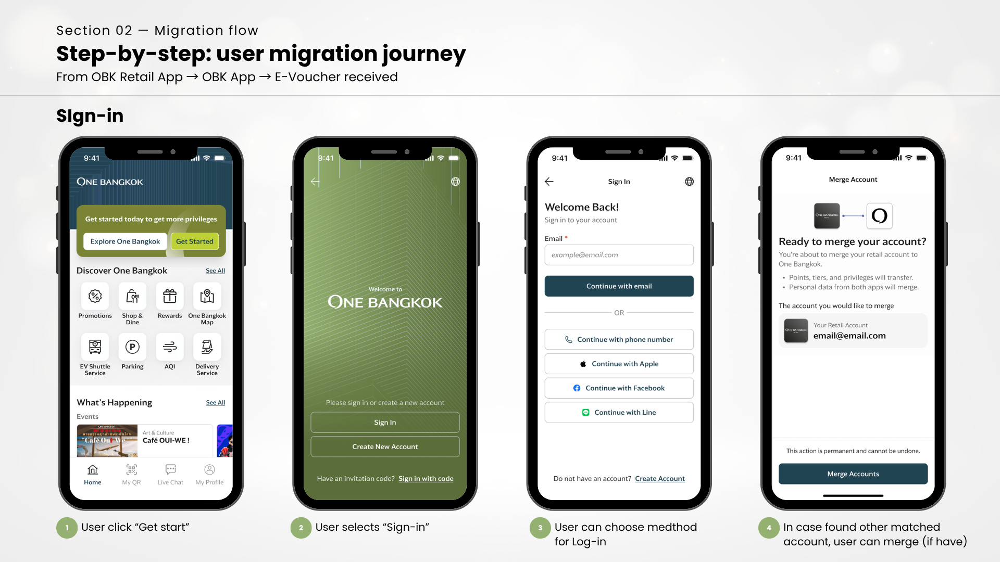 Section 02 — Migration flow
Step-by-step: user migration journey
From OBK Retail App → OBK App → E-Voucher received
SIgn-in
9:41
ONE BANGKOK
Get started today to get more privileges
Explore One Bangkok
Get Started
Discover One Bangkok
See All
Promotions
Shop &
Dine
Rewards
One Bangkok
Map
EV Shuttle
Service
Parking
AQI
Delivery
Service
What's Happening
See All
Events
ONE BANGKOK
"Café Oui We !"
Art & Culture
Café OUI-WE !
Home
My QR
Live Chat
My Profile
1
User click “Get start”
9:41
Welcome to
ONE BANGKOK
Please sign in or create a new account
Sign In
Create New Account
Have an invitation code? Sign in with code
2
User selects “Sign-in”
9:41
Sign In
Welcome Back!
Sign in to your account
Email *
example@email.com
Continue with email
OR
Continue with phone number
Continue with Apple
Continue with Facebook
Continue with Line
Do not have an account? Create Account
3
User can choose medthod
for Log-in
9:41
Merge Account
ONE BANGKOK
Ready to merge your account?
You're about to merge your retail account to
One Bangkok.
• Points, tiers, and privileges will transfer.
• Personal data from both apps will merge.
The account you would like to merge
ONE BANGKOK
Your Retail Account
email@email.com
This action is permanent and cannot be undone.
Merge Accounts
4
In case found other matched
account, user can merge (if have)